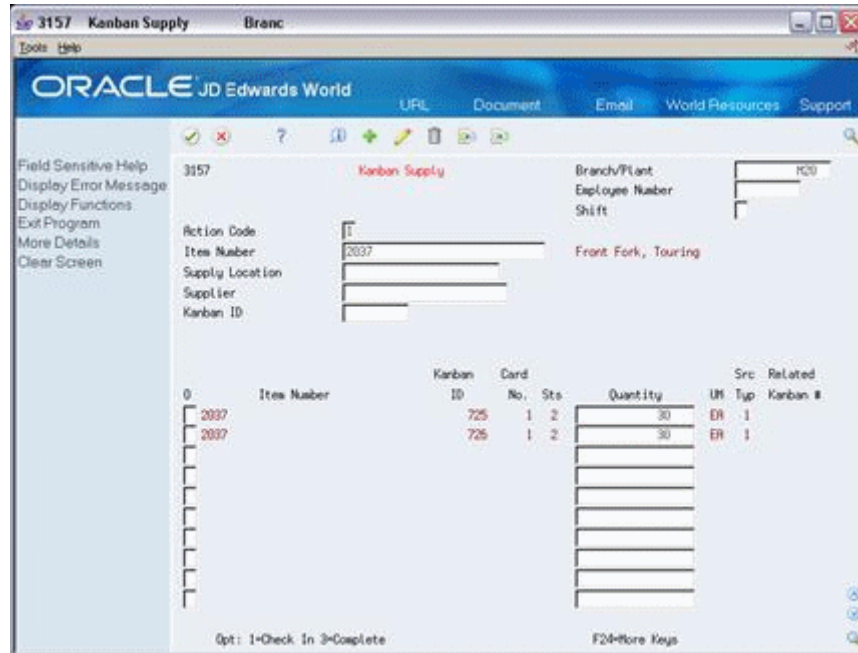 3157 Kanban Supply Branc
Tools Help
ORACLE JD Edwards World
URL Document Email World Resources Support
Field Sensitive Help
Display Error Message
Display Functions
Exit Program
More Details
Clear Screen
3157 Kanban Supply Branch/Plant M20
Employee Number
Shift
Action Code I
Item Number 2037 Front Fork, Touring
Supply Location
Supplier
Kanban ID
Kanban Card Src Related
O Item Number ID No. Sts Quantity UM Typ Kanban #
2037 725 1 2 30 EA 1
2037 726 1 2 30 EA 1
Opt: 1=Check In 3=Complete F24=More Keys